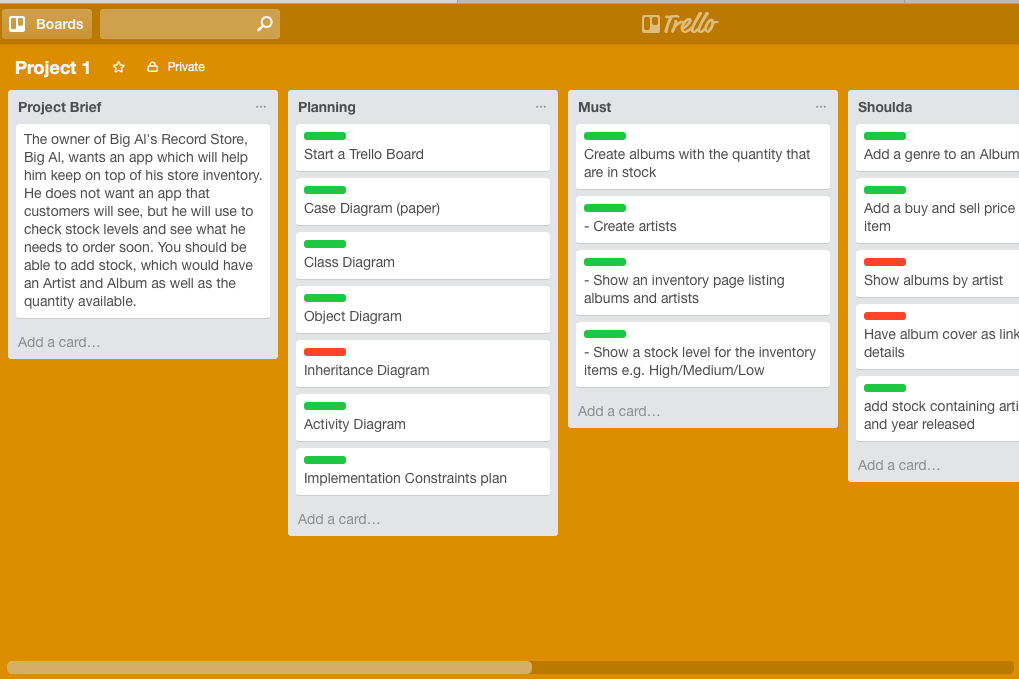 Boards
Trello
Project 1
Private
Project Brief
The owner of Big Al's Record Store,
Big Al, wants an app which will help
him keep on top of his store inventory.
He does not want an app that
customers will see, but he will use to
check stock levels and see what he
needs to order soon. You should be
able to add stock, which would have
an Artist and Album as well as the
quantity available.
Add a card…
Planning
Start a Trello Board
Case Diagram (paper)
Class Diagram
Object Diagram
Inheritance Diagram
Activity Diagram
Implementation Constraints plan
Add a card…
Must
Create albums with the quantity that
are in stock
- Create artists
- Show an inventory page listing
albums and artists
- Show a stock level for the inventory
items e.g. High/Medium/Low
Add a card…
Shoulda
Add a genre to an Album
Add a buy and sell price
item
Show albums by artist
Have album cover as link
details
add stock containing arti
and year released
Add a card…